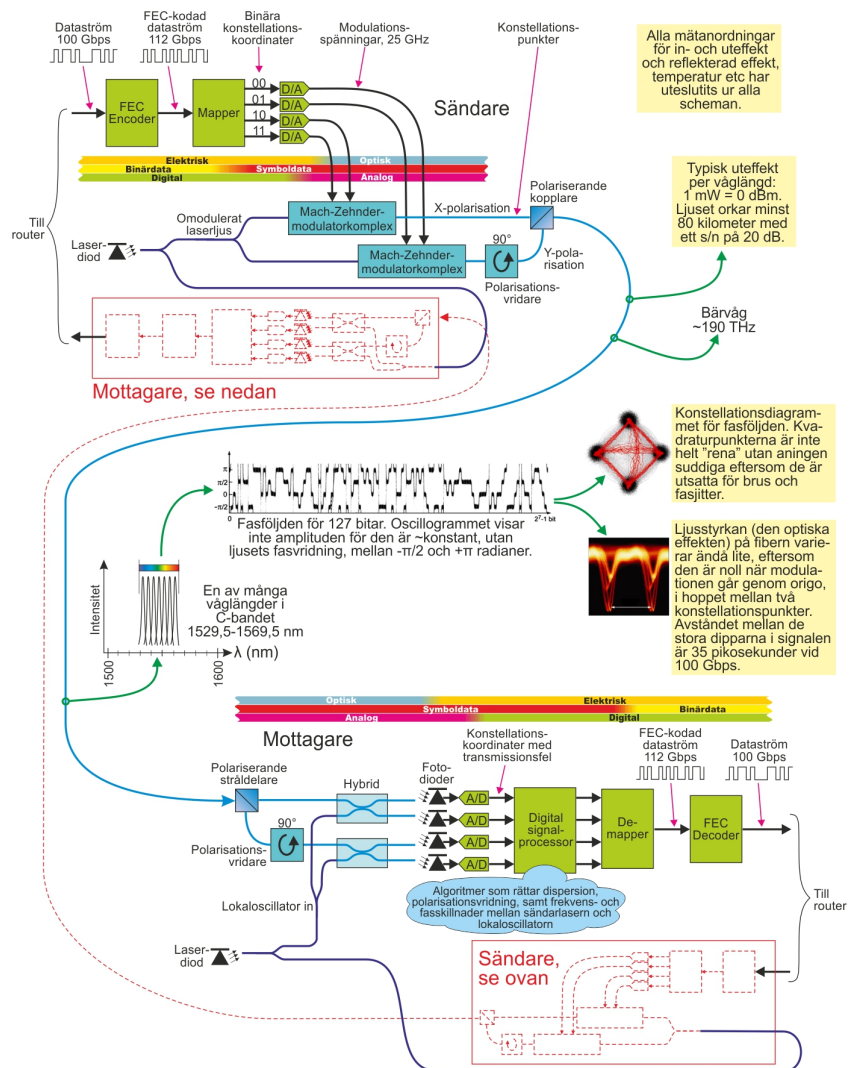 Dataström
100 Gbps
FEC-kodad
dataström
112 Gbps
Binära
konstellations-
koordinater
Modulations-
spänningar, 25 GHz
Konstellations-
punkter
Alla mätanordningar
för in- och uteffekt
och reflekterad effekt,
temperatur etc har
uteslutits ur alla
scheman.
FEC
Encoder
Mapper
00
01
10
11
D/A
D/A
D/A
D/A
Sändare
Elektrisk
Optisk
Binärdata
Symboldata
Digital
Analog
Typisk uteffekt
per våglängd:
1 mW = 0 dBm.
Ljuset orkar minst
80 kilometer med
ett s/n på 20 dB.
Till
router
Laser-
diod
Omodulerat
laserljus
Mach-Zehnder-
modulatorkomplex
Mach-Zehnder-
modulatorkomplex
X-polarisation
Polariserande
kopplare
90°
Y-pola-
risation
Polarisations-
vridare
Bärvåg
~190 THz
Mottagare, se nedan
Konstellationsdiagram-
met för fasföljden. Kva-
draturpunkterna är inte
helt ”rena” utan aningen
suddiga eftersom de är
utsatta för brus och
fasjitter.
π
π/2
0
-π/2
0
2⁷-1 bit
Fasföljden för 127 bitar. Oscillogrammet visar
inte amplituden för den är ~konstant, utan
ljusets fasvridning, mellan -π/2 och +π radianer.
Ljusstyrkan (den optiska
effekten) på fibern varie-
rar ändå lite, eftersom
den är noll när modula-
tionen går genom origo,
i hoppet mellan två
konstellationspunkter.
Avståndet mellan de
stora dipparna i signalen
är 35 pikosekunder vid
100 Gbps.
Intensitet
En av många
våglängder i
C-bandet
1529,5-1569,5 nm
λ (nm)
1500
1600
Optisk
Elektrisk
Symboldata
Binärdata
Analog
Digital
Mottagare
Konstellations-
koordinater med
transmissionsfel
FEC-kodad
dataström
112 Gbps
Dataström
100 Gbps
Polariserande
stråldelare
Hybrid
Foto-
dioder
A/D
A/D
A/D
A/D
Digital
signal-
processor
De-
mapper
FEC
Decoder
90°
Polarisations-
vridare
Algoritmer som rättar dispersion,
polarisationsvridning, samt frekvens- och
fasskillnader mellan sändarlasern och
lokaloscillatorn
Lokaloscillator in
Till
router
Laser-
diod
Sändare,
se ovan